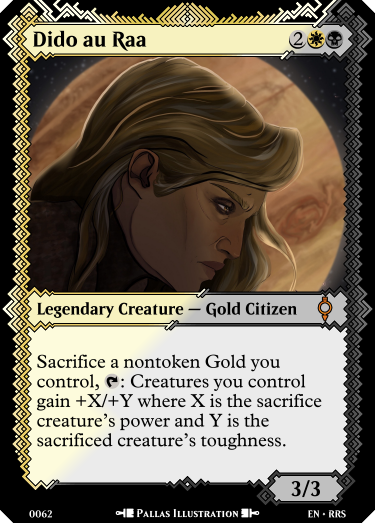 Dido au Raa 2
Legendary Creature — Gold Citizen
Sacrifice a nontoken Gold you
control, : Creatures you control
gain +X/+Y where X is the sacrifice
creature's power and Y is the
sacrificed creature's toughness.
3/3
0062 Pallas Illustration EN • RRS